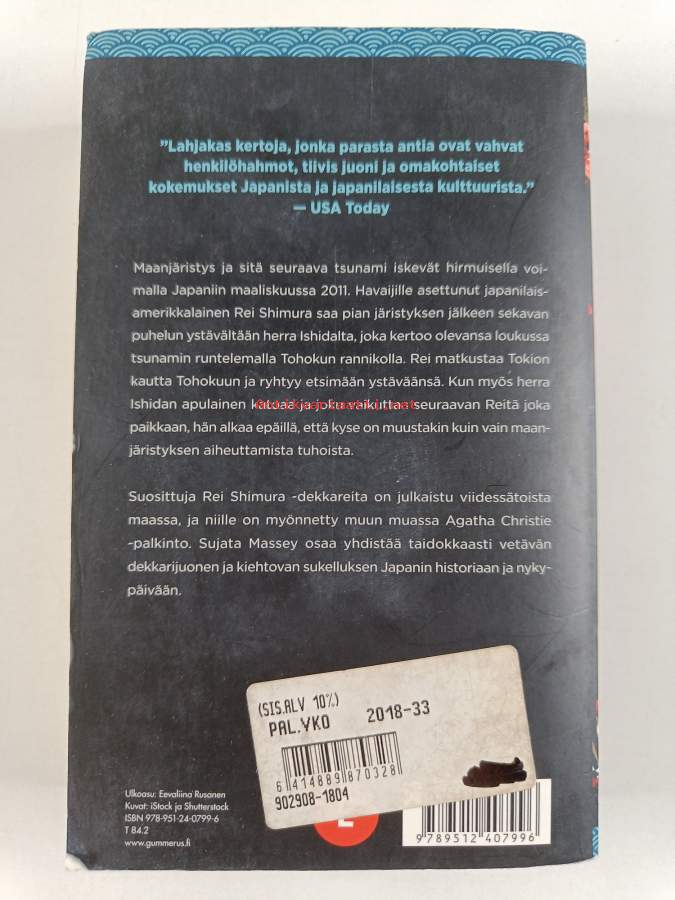 ”Lahjakas kertoja, jonka parasta antia ovat vahvat
henkilöhahmot, tiivis juoni ja omakohtaiset
kokemukset Japanista ja japanilaisesta kulttuurista.”
— USA Today
Maanjäristys ja sitä seuraava tsunami iskevät hirmuisella voi-
malla Japaniin maaliskuussa 2011. Havaijille asettunut japanilais-
amerikkalainen Rei Shimura saa pian järistyksen jälkeen sekavan
puhelun ystävältään herra Ishidalta, joka kertoo olevansa loukussa
tsunamin runtelemalla Tohokun rannikolla. Rei matkustaa Tokion
kautta Tohokuun ja ryhtyy etsimään ystäväänsä. Kun myös herra
Ishidan apulainen katoaa ja joku vaikuttaa seuraavan Reitä joka
paikkaan, hän alkaa epäillä, että kyse on muustakin kuin vain maan-
järistyksen aiheuttamista tuhoista.
Suosittuja Rei Shimura -dekkareita on julkaistu viidessätoista
maassa, ja niille on myönnetty muun muassa Agatha Christie
-palkinto. Sujata Massey osaa yhdistää taidokkaasti vetävän
dekkarijuonen ja kiehtovan sukelluksen Japanin historiaan ja nyky-
päivään.
(SIS.ALV 10%)
PAL.VKO 2018-33
6 414889 870328
902908-1804
Ulkoasu: Eevaliina Rusanen
Kuvat: iStock ja Shutterstock
ISBN 978-951-24-0799-6
T 84.2
www.gummerus.fi
9 789512 407996